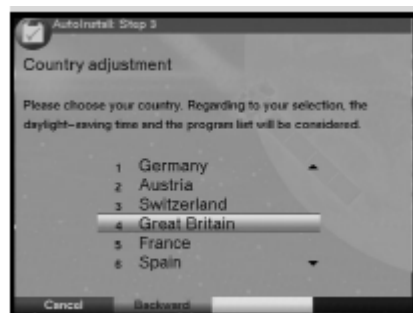 AutoInstall: Step 3
Country adjustment
Please choose your country. Regarding to your selection, the
daylight-saving time and the program list will be considered.
1 Germany
2 Austria
3 Switzerland
4 Great Britain
5 France
6 Spain
Cancel Backward